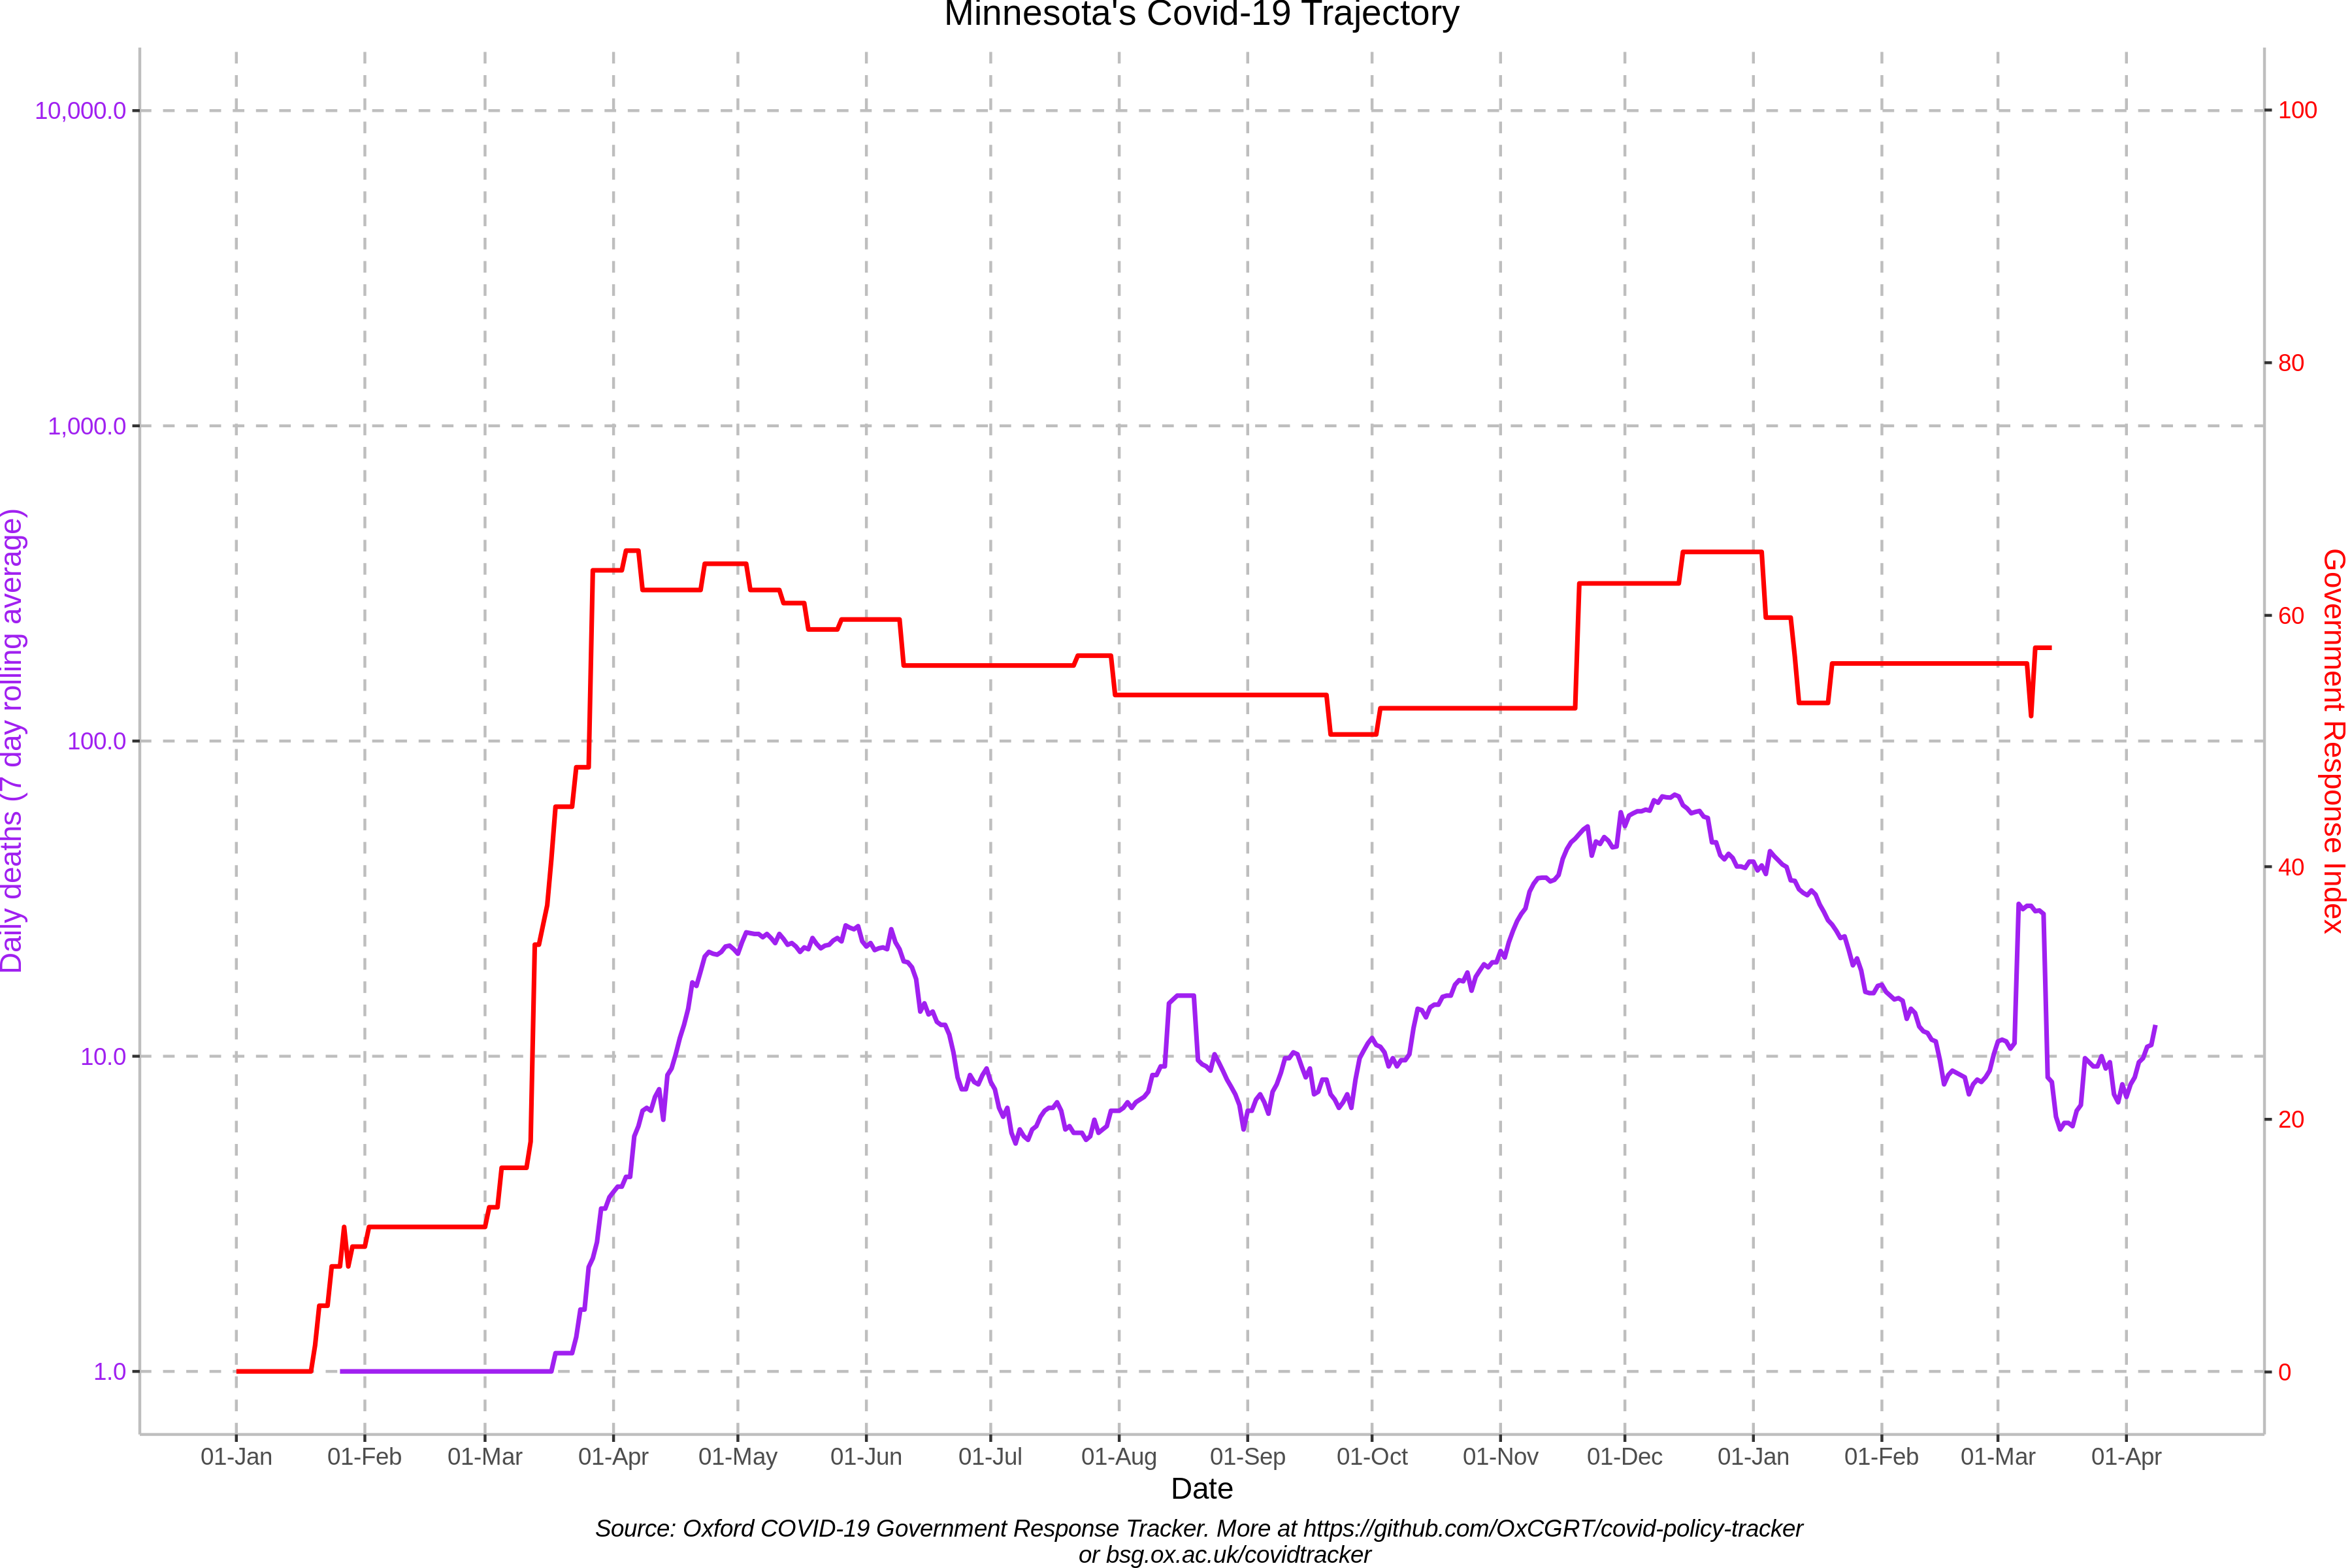 Minnesota's Covid-19 Trajectory
10,000.0
1,000.0
100.0
10.0
1.0
Daily deaths (7 day rolling average)
100
80
60
40
20
0
Government Response Index
01-Jan 01-Feb 01-Mar 01-Apr 01-May 01-Jun 01-Jul 01-Aug 01-Sep 01-Oct 01-Nov 01-Dec 01-Jan 01-Feb 01-Mar 01-Apr
Date
Source: Oxford COVID-19 Government Response Tracker. More at https://github.com/OxCGRT/covid-policy-tracker
or bsg.ox.ac.uk/covidtracker